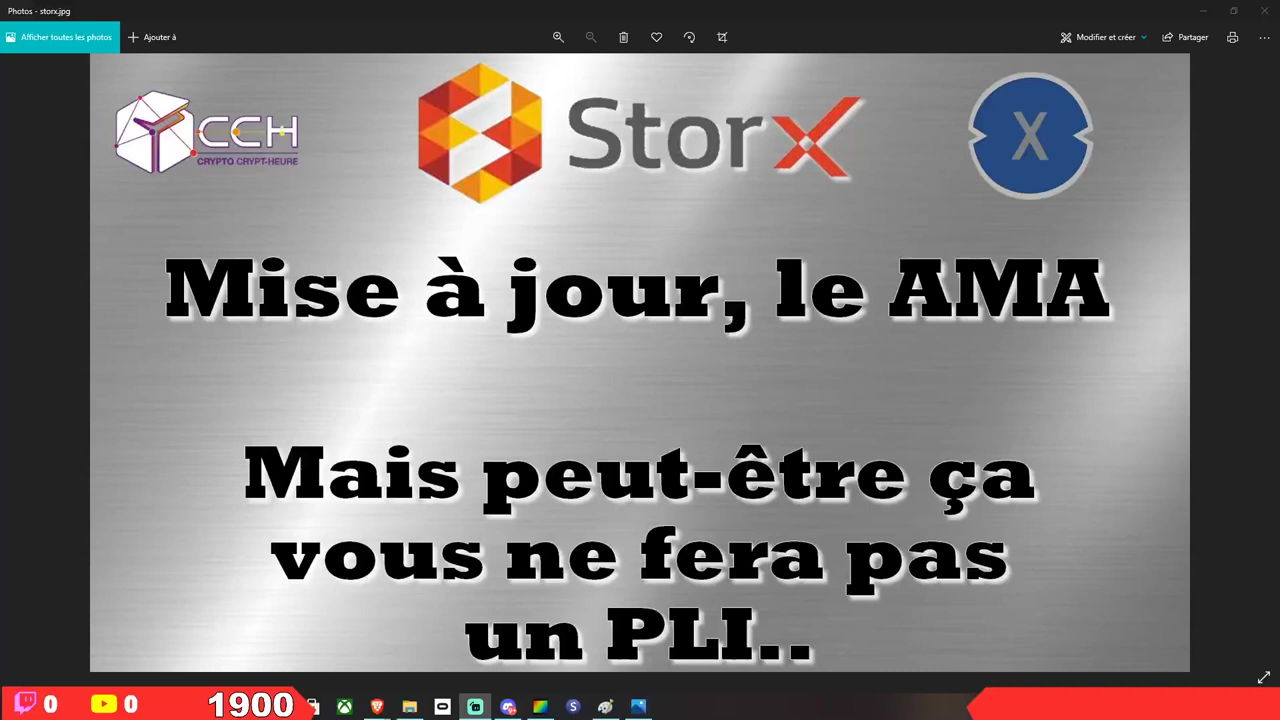 Photos - storx.jpg
Afficher toutes les photos
Ajouter à
Modifier et créer
Partager
CCH
CRYPTO CRYPT-HEURE
StorX
X
Mise à jour, le AMA
Mais peut-être ça
vous ne fera pas
un PLI..
0
0
1900
S